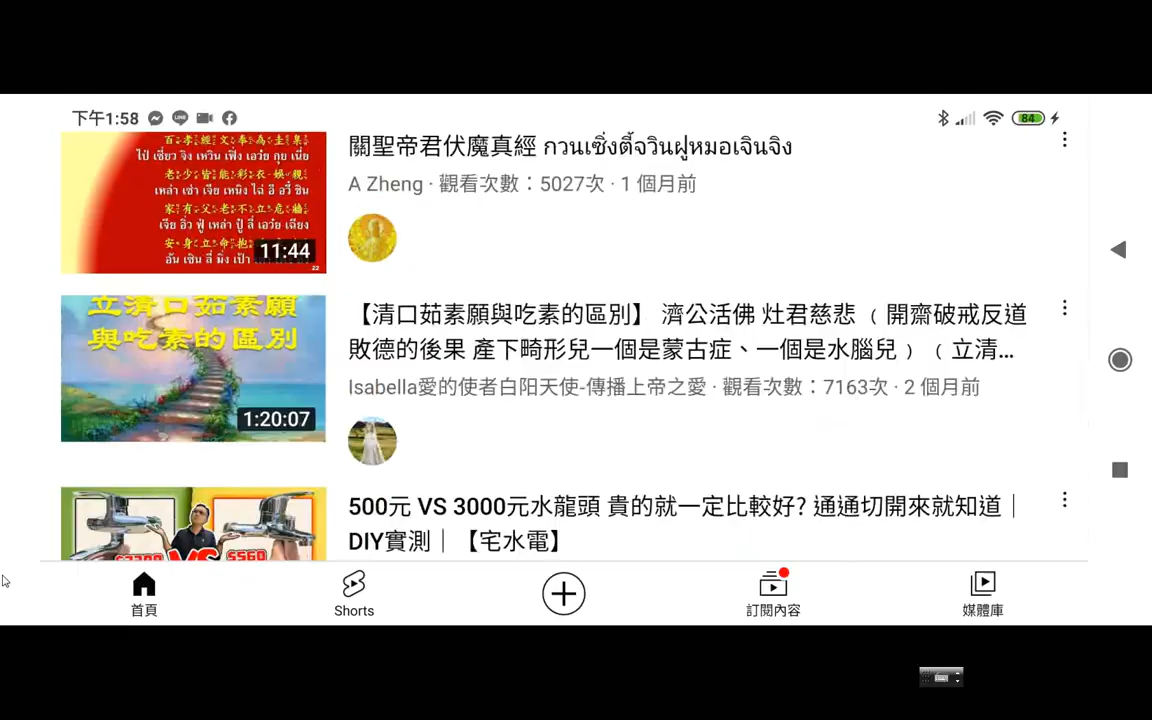 下午1:58
84
百孝經文奉為圭臬
ไป่ เซี่ยว จิง เหวิน เฟิ่ง เอว๋ย กุย เนี่ย
老少皆能彩衣娛親
เหล่า เซ่า เจีย เหนิง ไฉ่ อี อวี๋ ชิน
家有父老不立危牆
เจีย อิ่ว ฟู่ เหล่า ปู๋ ลี่ เอว๋ย เฉียง
安身立命抱
อัน เซิน ลี่ มิ่ง เป้า
11:44
22
關聖帝君伏魔真經 กวนเซิ่งตี้จวินฝูหมอเจินจิง
A Zheng · 觀看次數：5027次 · 1 個月前
立清口茹素願
與吃素的區別
1:20:07
【清口茹素願與吃素的區別】 濟公活佛 灶君慈悲 （開齋破戒反道
敗德的後果 產下畸形兒一個是蒙古症、一個是水腦兒）（立清...
Isabella愛的使者白阳天使-傳播上帝之愛 · 觀看次數：7163次 · 2 個月前
VS
$560
500元 VS 3000元水龍頭 貴的就一定比較好? 通通切開來就知道｜
DIY實測｜【宅水電】
首頁
Shorts
訂閱內容
媒體庫